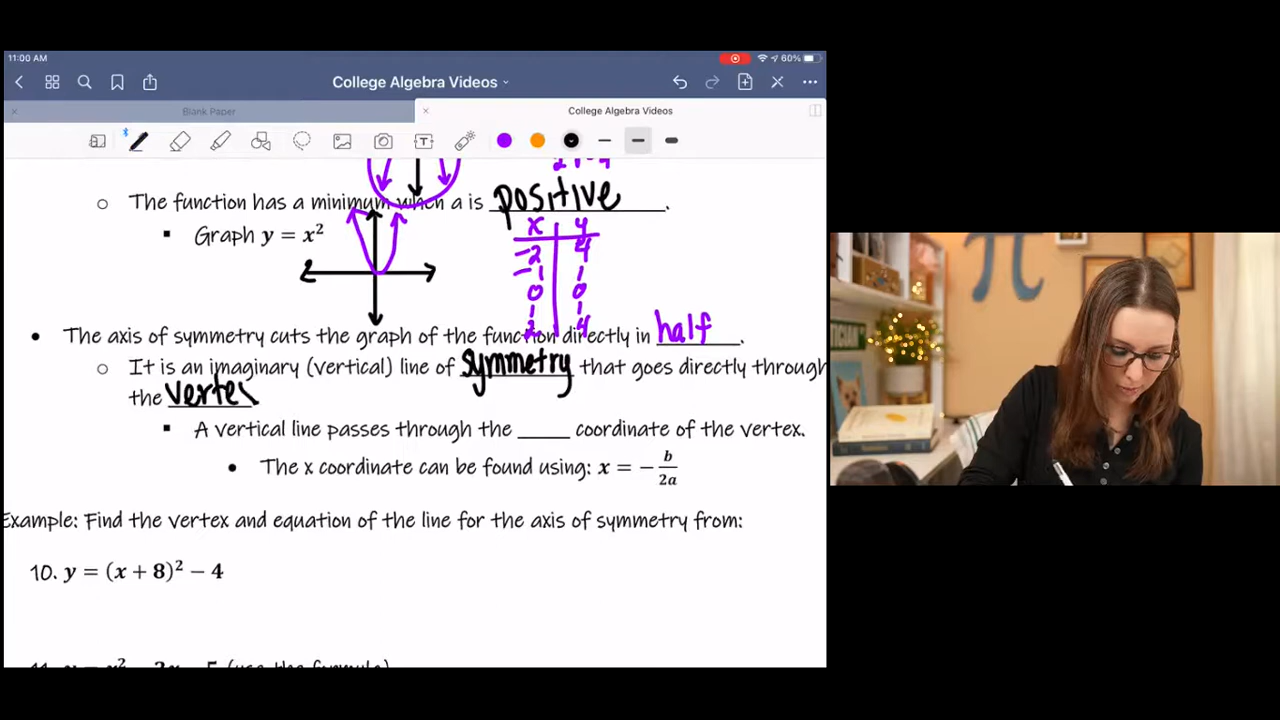 11:00 AM
60%
College Algebra Videos
Blank Paper
College Algebra Videos
The function has a minimum when a is positive.
Graph y = x²
x y
-2 4
-1 1
0 0
1 1
2 4
The axis of symmetry cuts the graph of the function directly in half.
It is an imaginary (vertical) line of symmetry that goes directly through
the vertex
A vertical line passes through the _____ coordinate of the vertex.
The x coordinate can be found using: x = - b/2a
Example: Find the vertex and equation of the line for the axis of symmetry from:
10. y = (x + 8)² - 4